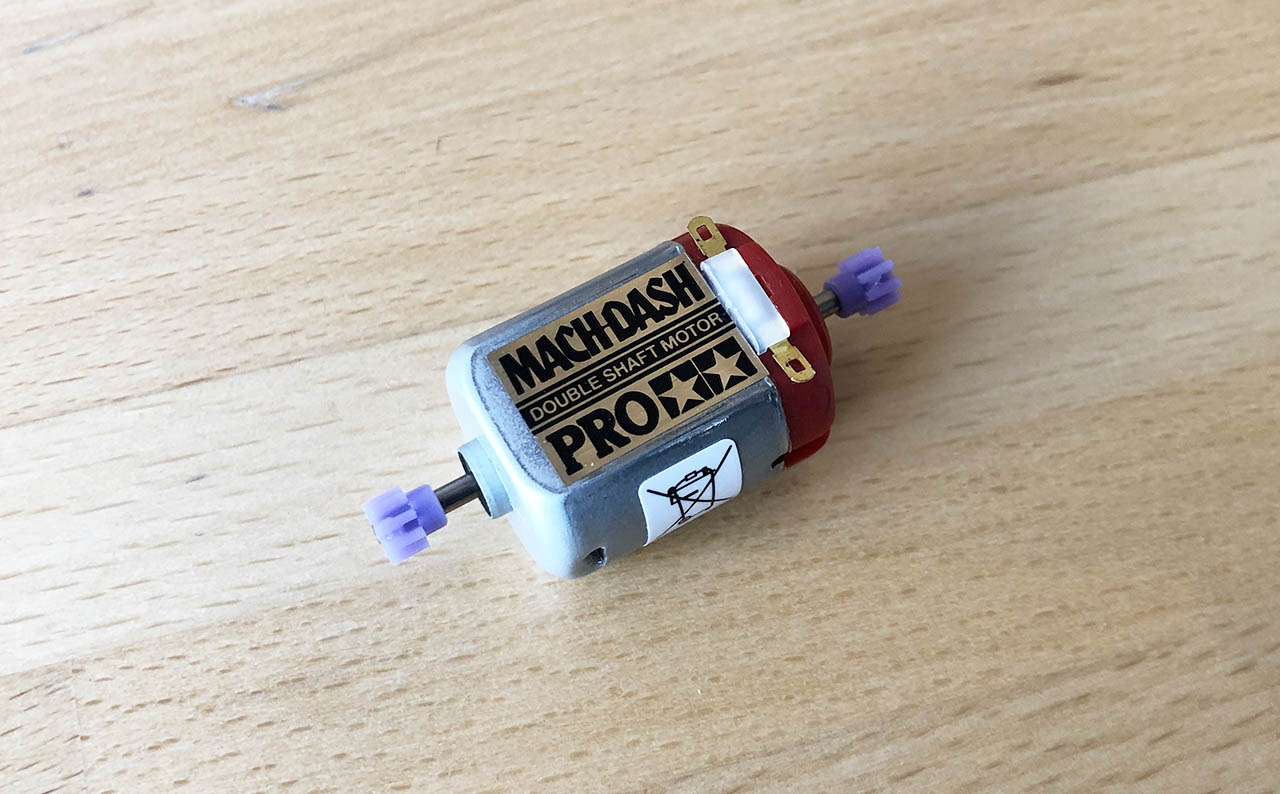 MACH-DASH
DOUBLE SHAFT MOTOR
PRO